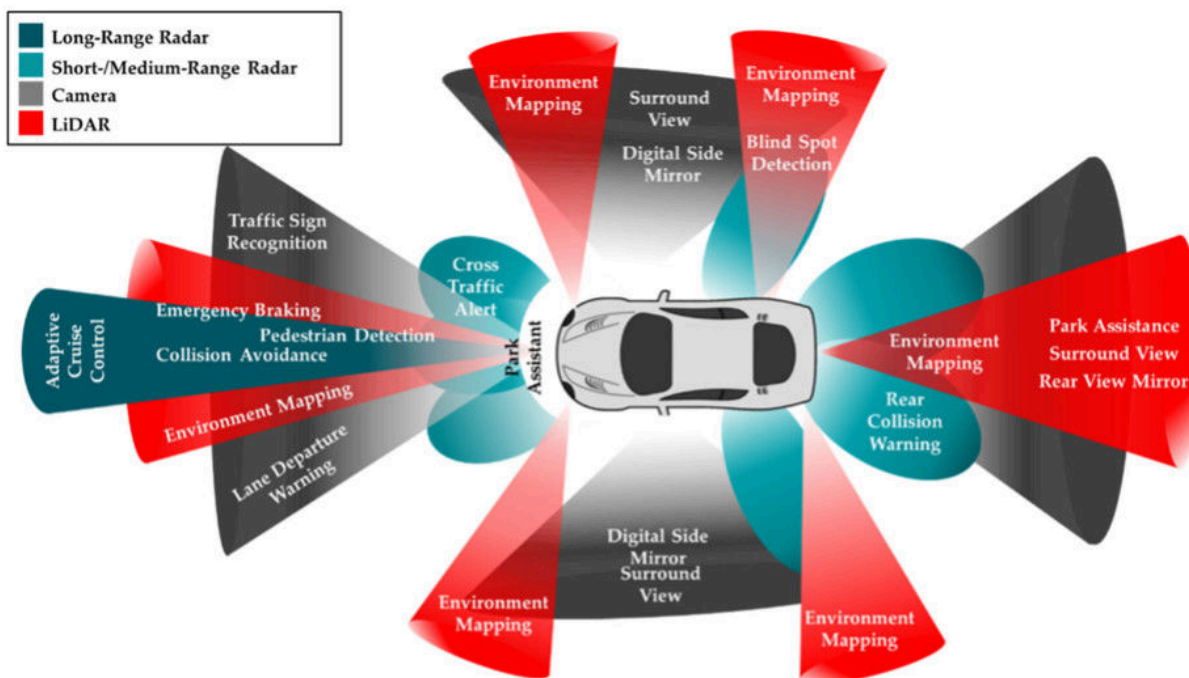 Long-Range Radar
Short-/Medium-Range Radar
Camera
LiDAR
Environment
Mapping
Surround
View
Digital Side
Mirror
Environment
Mapping
Blind Spot
Detection
Traffic Sign
Recognition
Cross
Traffic
Alert
Emergency Braking
Pedestrian Detection
Collision Avoidance
Adaptive
Cruise
Control
Park
Assistant
Environment Mapping
Lane Departure
Warning
Environment
Mapping
Park Assistance
Surround View
Rear View Mirror
Rear
Collision
Warning
Digital Side
Mirror
Surround
View
Environment
Mapping
Environment
Mapping